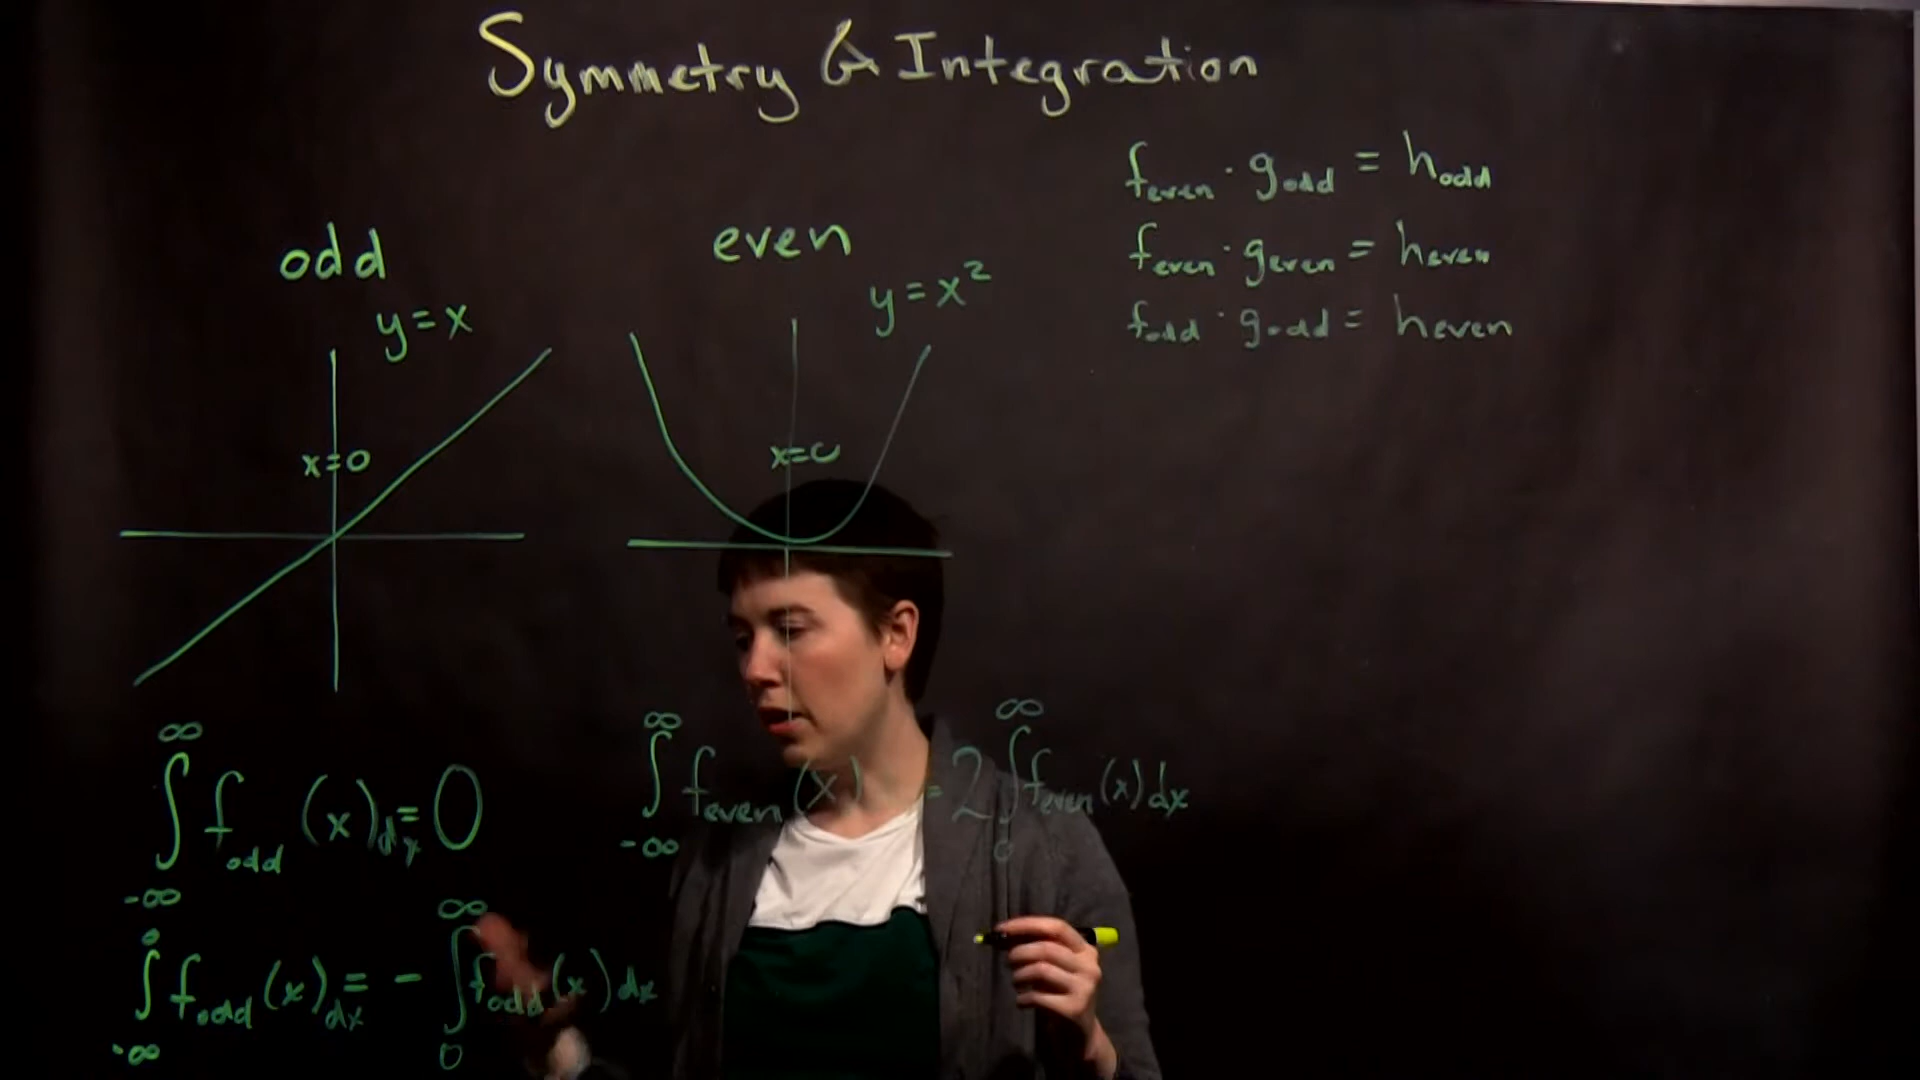 Symmetry & Integration
f_even · g_odd = h_odd
f_even · g_even = h_even
f_odd · g_odd = h_even
odd
y=x
x=0
even
y=x²
x=0
∫_{-∞}^{∞} f_odd (x) dx = 0
∫_{-∞}^{0} f_odd (x) dx = - ∫_{0}^{∞} f_odd (x) dx
∫_{-∞}^{∞} f_even (x) = 2 ∫_{0}^{∞} f_even (x) dx